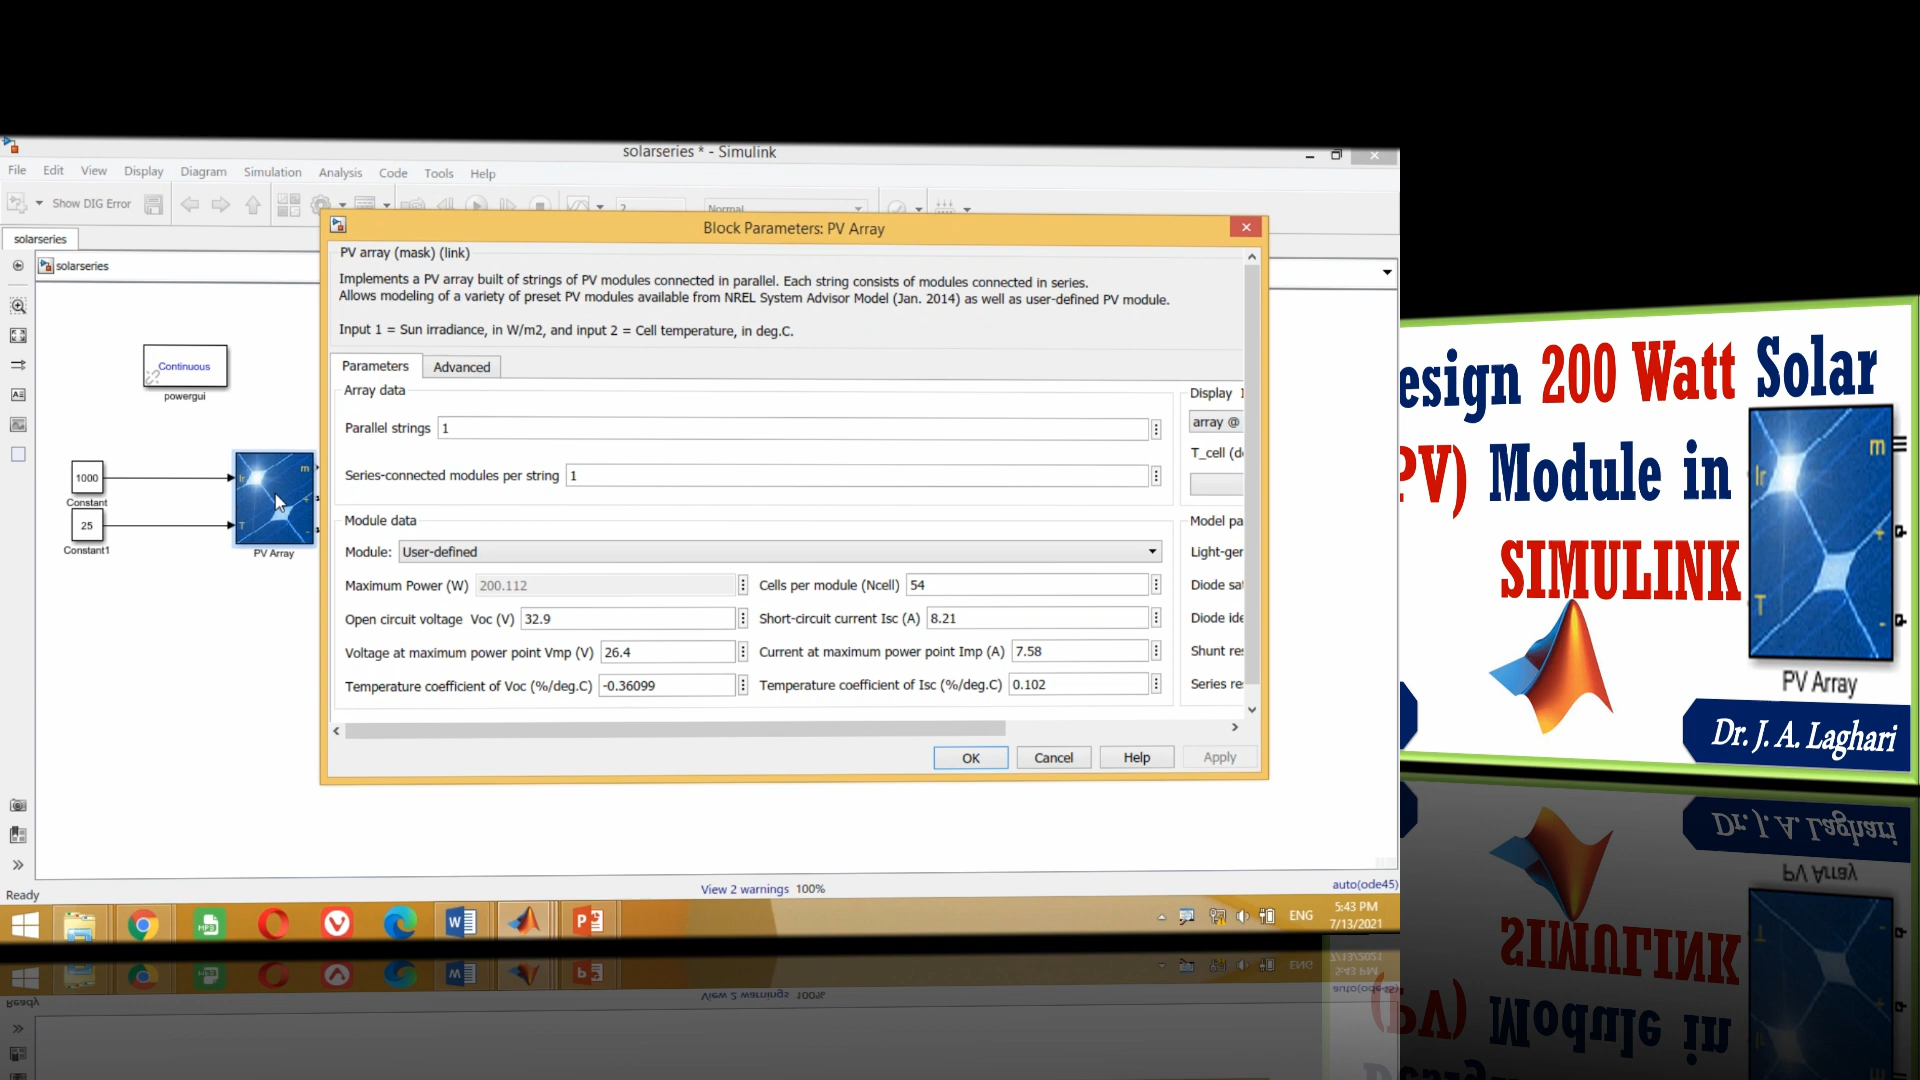 solarseries * - Simulink
File Edit View Display Diagram Simulation Analysis Code Tools Help
Show DIG Error
2
Normal
solarseries
solarseries
Continuous
powergui
1000
Constant
25
Constant1
Ir
m
T
PV Array
Block Parameters: PV Array
PV array (mask) (link)
Implements a PV array built of strings of PV modules connected in parallel. Each string consists of modules connected in series.
Allows modeling of a variety of preset PV modules available from NREL System Advisor Model (Jan. 2014) as well as user-defined PV module.
Input 1 = Sun irradiance, in W/m2, and input 2 = Cell temperature, in deg.C.
Parameters Advanced
Array data
Parallel strings 1
Series-connected modules per string 1
Display
array @
T_cell (d
Module data
Module: User-defined
Maximum Power (W) 200.112 Cells per module (Ncell) 54
Open circuit voltage Voc (V) 32.9 Short-circuit current Isc (A) 8.21
Voltage at maximum power point Vmp (V) 26.4 Current at maximum power point Imp (A) 7.58
Temperature coefficient of Voc (%/deg.C) -0.36099 Temperature coefficient of Isc (%/deg.C) 0.102
Model pa
Light-ger
Diode sat
Diode ide
Shunt res
Series re
OK Cancel Help Apply
Ready
View 2 warnings 100%
auto(ode45)
ENG
5:43 PM
7/13/2021
esign 200 Watt Solar
PV) Module in
SIMULINK
Ir
m
+
T
-
PV Array
Dr. J. A. Laghari